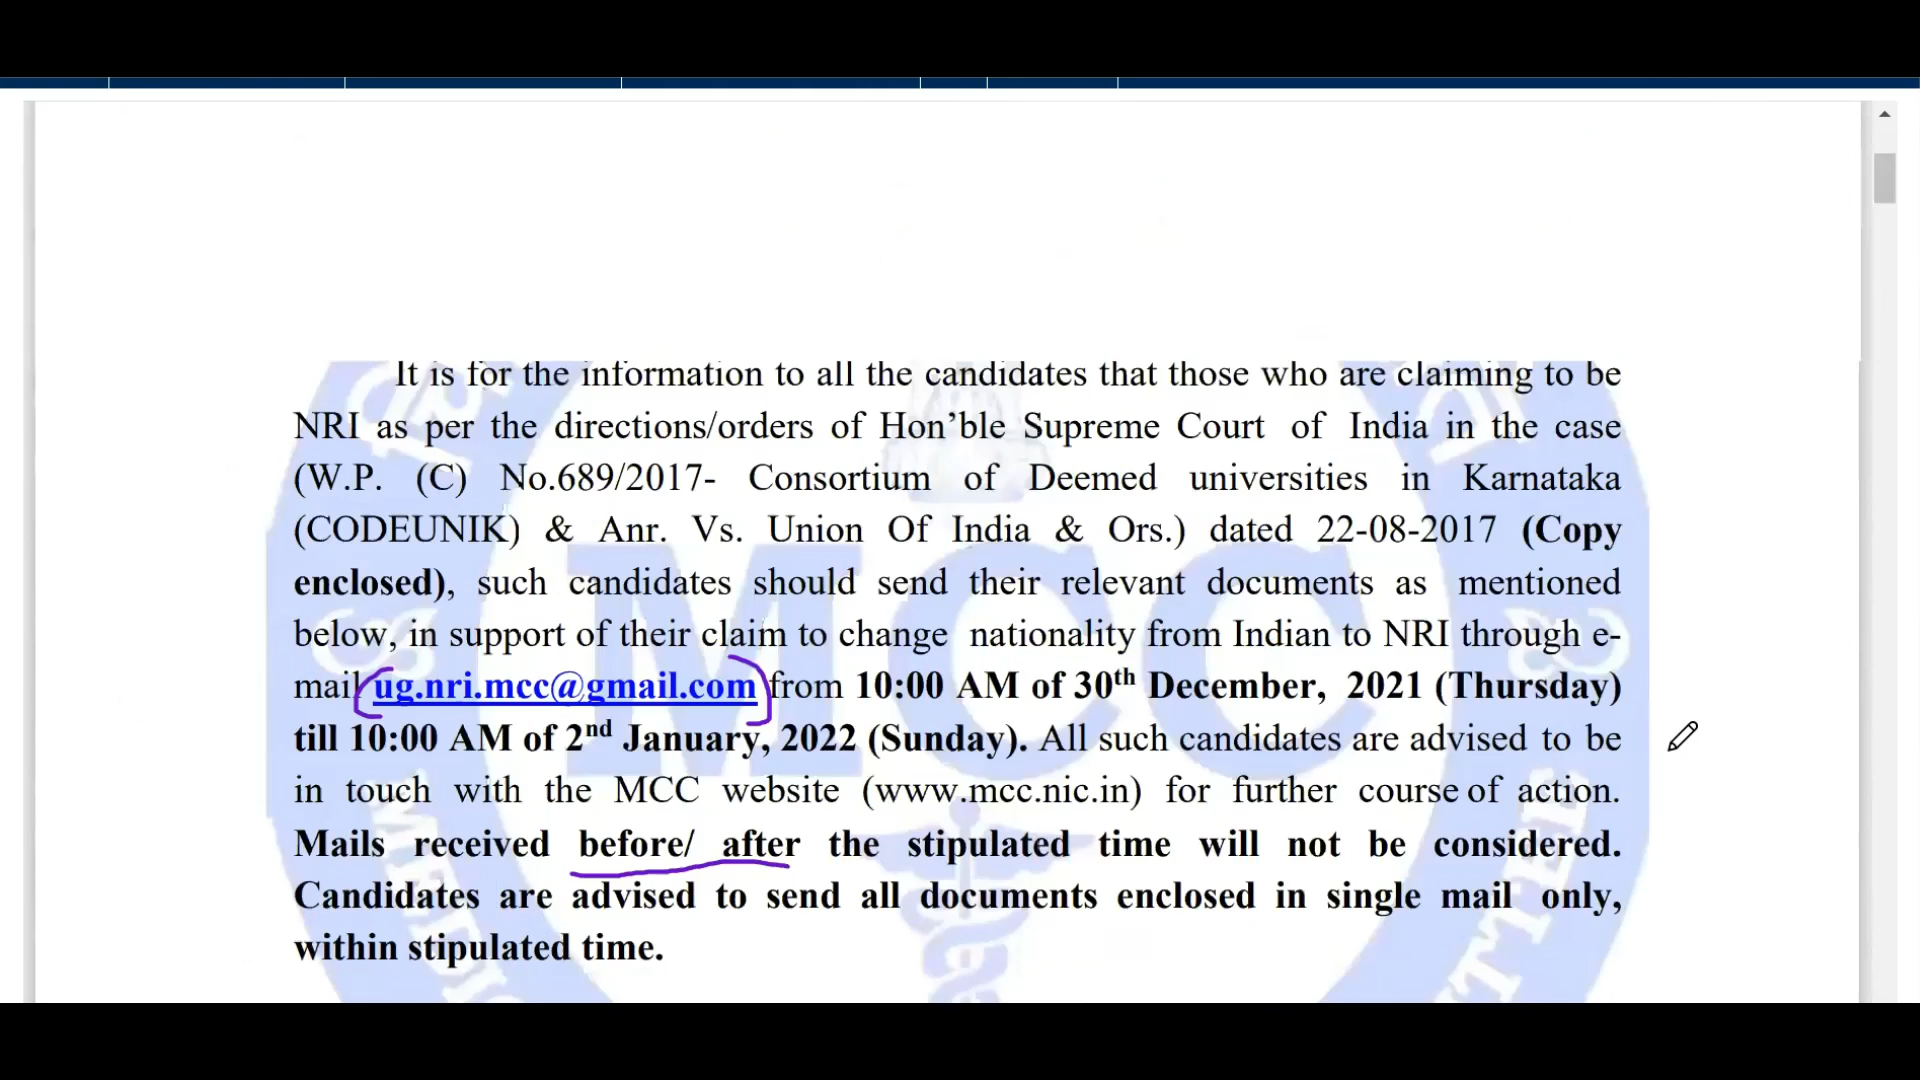 It is for the information to all the candidates that those who are claiming to be
NRI as per the directions/orders of Hon’ble Supreme Court of India in the case
(W.P. (C) No.689/2017- Consortium of Deemed universities in Karnataka
(CODEUNIK) & Anr. Vs. Union Of India & Ors.) dated 22-08-2017 (Copy
enclosed), such candidates should send their relevant documents as mentioned
below, in support of their claim to change nationality from Indian to NRI through e-
mail ug.nri.mcc@gmail.com from 10:00 AM of 30th December, 2021 (Thursday)
till 10:00 AM of 2nd January, 2022 (Sunday). All such candidates are advised to be
in touch with the MCC website (www.mcc.nic.in) for further course of action.
Mails received before/ after the stipulated time will not be considered.
Candidates are advised to send all documents enclosed in single mail only,
within stipulated time.
MCC